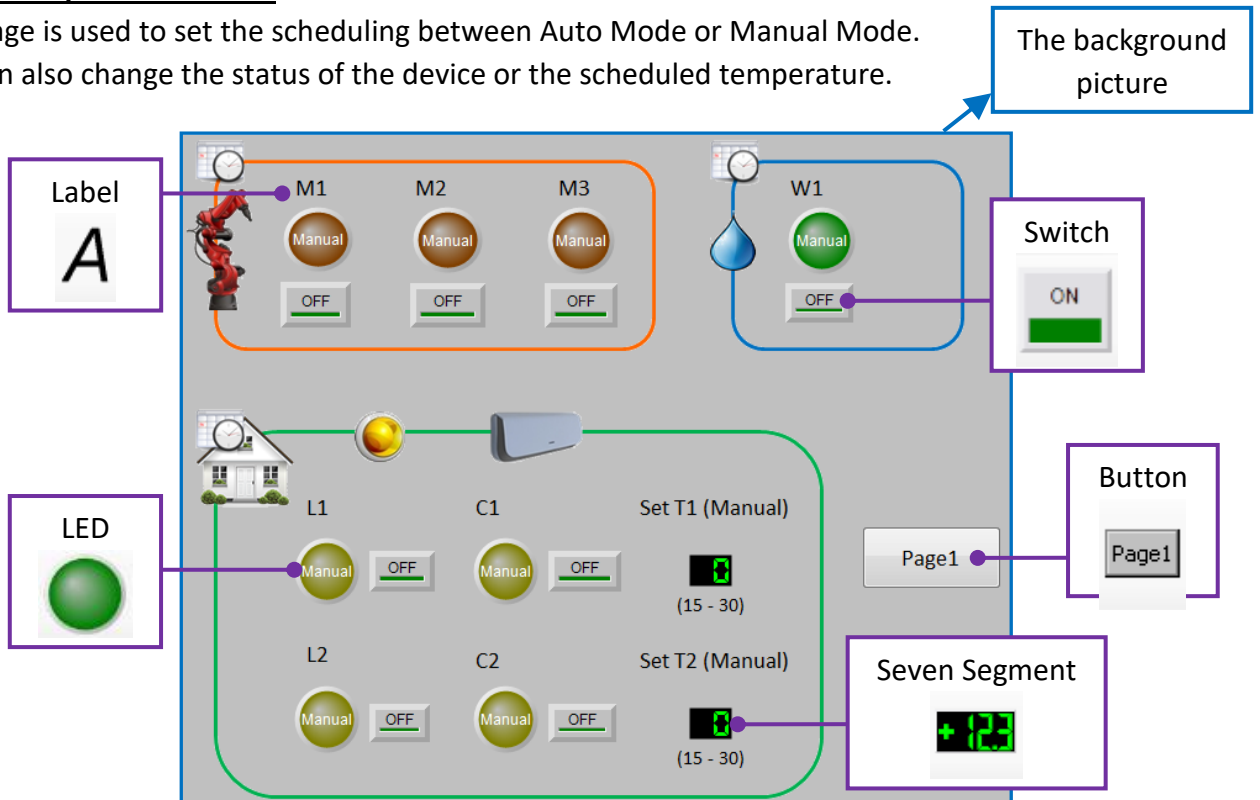 nge is used to set the scheduling between Auto Mode or Manual Mode.
n also change the status of the device or the scheduled temperature.
The background
picture
Label
A
M1 M2 M3
Manual Manual Manual
OFF OFF OFF
W1
Manual
OFF
Switch
ON
LED
L1 C1 Set T1 (Manual)
Manual OFF Manual OFF 0
(15 - 30)
L2 C2 Set T2 (Manual)
Manual OFF Manual OFF 0
(15 - 30)
Page1
Button
Page1
Seven Segment
+12.3